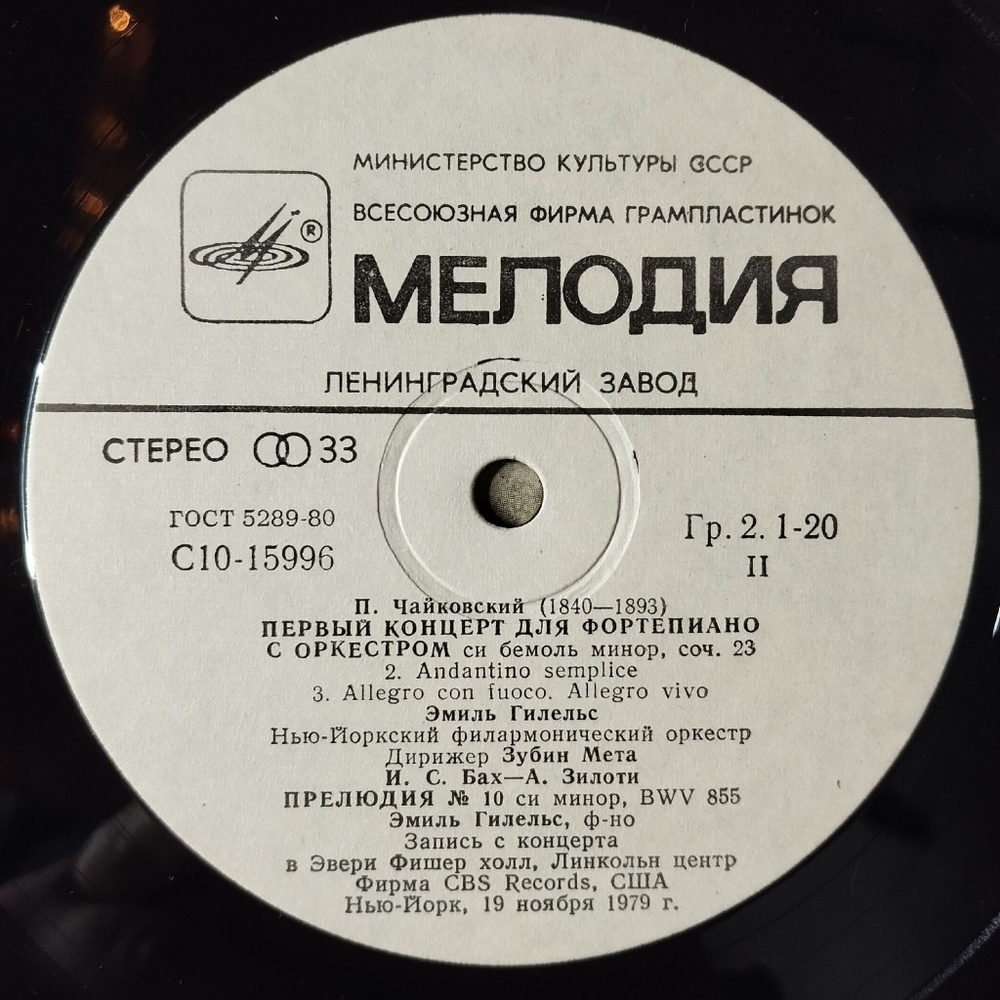 МИНИСТЕРСТВО КУЛЬТУРЫ СССР
ВСЕСОЮЗНАЯ ФИРМА ГРАМПЛАСТИНОК
®
МЕЛОДИЯ
ЛЕНИНГРАДСКИЙ ЗАВОД
СТЕРЕО 33
ГОСТ 5289-80
С10-15996
Гр. 2. 1-20
II
П. Чайковский (1840—1893)
ПЕРВЫЙ КОНЦЕРТ ДЛЯ ФОРТЕПИАНО
С ОРКЕСТРОМ си бемоль минор, соч. 23
2. Andantino semplice
3. Allegro con fuoco. Allegro vivo
Эмиль Гилельс
Нью-Йоркский филармонический оркестр
Дирижер Зубин Мета
И. С. Бах—А. Зилоти
ПРЕЛЮДИЯ № 10 си минор, BWV 855
Эмиль Гилельс, ф-но
Запись с концерта
в Эвери Фишер холл, Линкольн центр
Фирма CBS Records, США
Нью-Йорк, 19 ноября 1979 г.